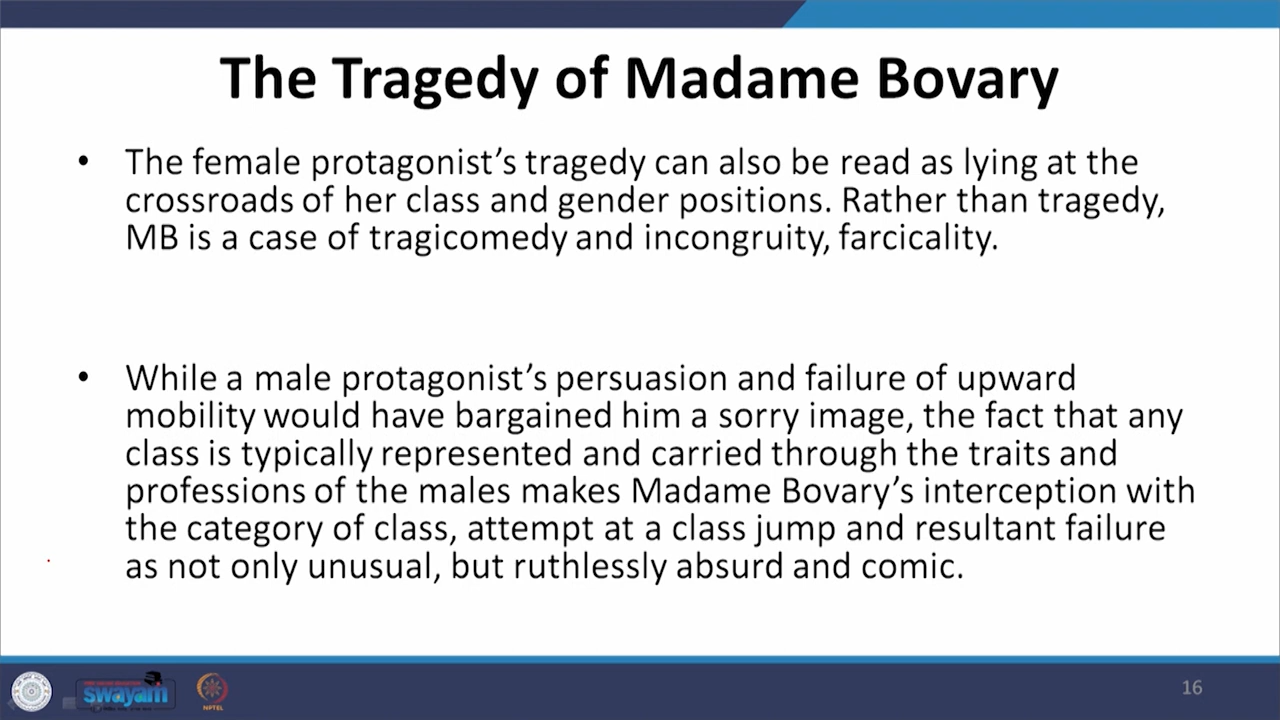 The Tragedy of Madame Bovary
• The female protagonist's tragedy can also be read as lying at the
crossroads of her class and gender positions. Rather than tragedy,
MB is a case of tragicomedy and incongruity, farcicality.
• While a male protagonist's persuasion and failure of upward
mobility would have bargained him a sorry image, the fact that any
class is typically represented and carried through the traits and
professions of the males makes Madame Bovary's interception with
the category of class, attempt at a class jump and resultant failure
as not only unusual, but ruthlessly absurd and comic.
swayam
NPTEL
16